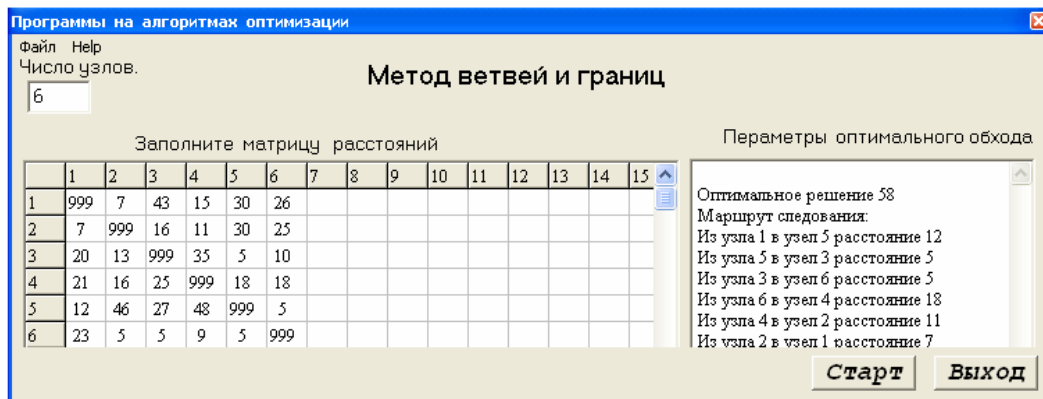 Программы на алгоритмах оптимизации
Файл Help
Число узлов.
6
Метод ветвей и границ
Заполните матрицу расстояний
1 2 3 4 5 6 7 8 9 10 11 12 13 14 15
1 999 7 43 15 30 26
2 7 999 16 11 30 25
3 20 13 999 35 5 10
4 21 16 25 999 18 18
5 12 46 27 48 999 5
6 23 5 5 9 5 999
Пераметры оптимального обхода
Оптимальное решение 58
Маршрут следования:
Из узла 1 в узел 5 расстояние 12
Из узла 5 в узел 3 расстояние 5
Из узла 3 в узел 6 расстояние 5
Из узла 6 в узел 4 расстояние 18
Из узла 4 в узел 2 расстояние 11
Из узла 2 в узел 1 расстояние 7
Старт Выход